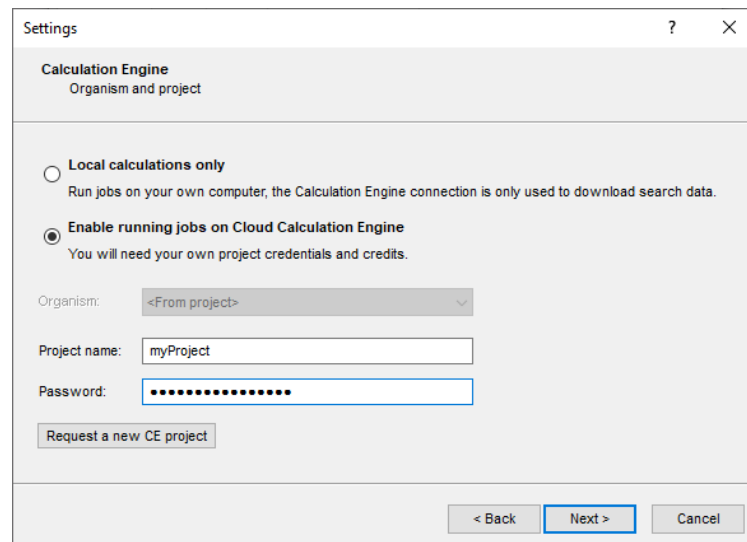 Settings
Calculation Engine
Organism and project
Local calculations only
Run jobs on your own computer, the Calculation Engine connection is only used to download search data.
Enable running jobs on Cloud Calculation Engine
You will need your own project credentials and credits.
Organism: <From project>
Project name: myProject
Password: ••••••••••••••••
Request a new CE project
< Back Next > Cancel